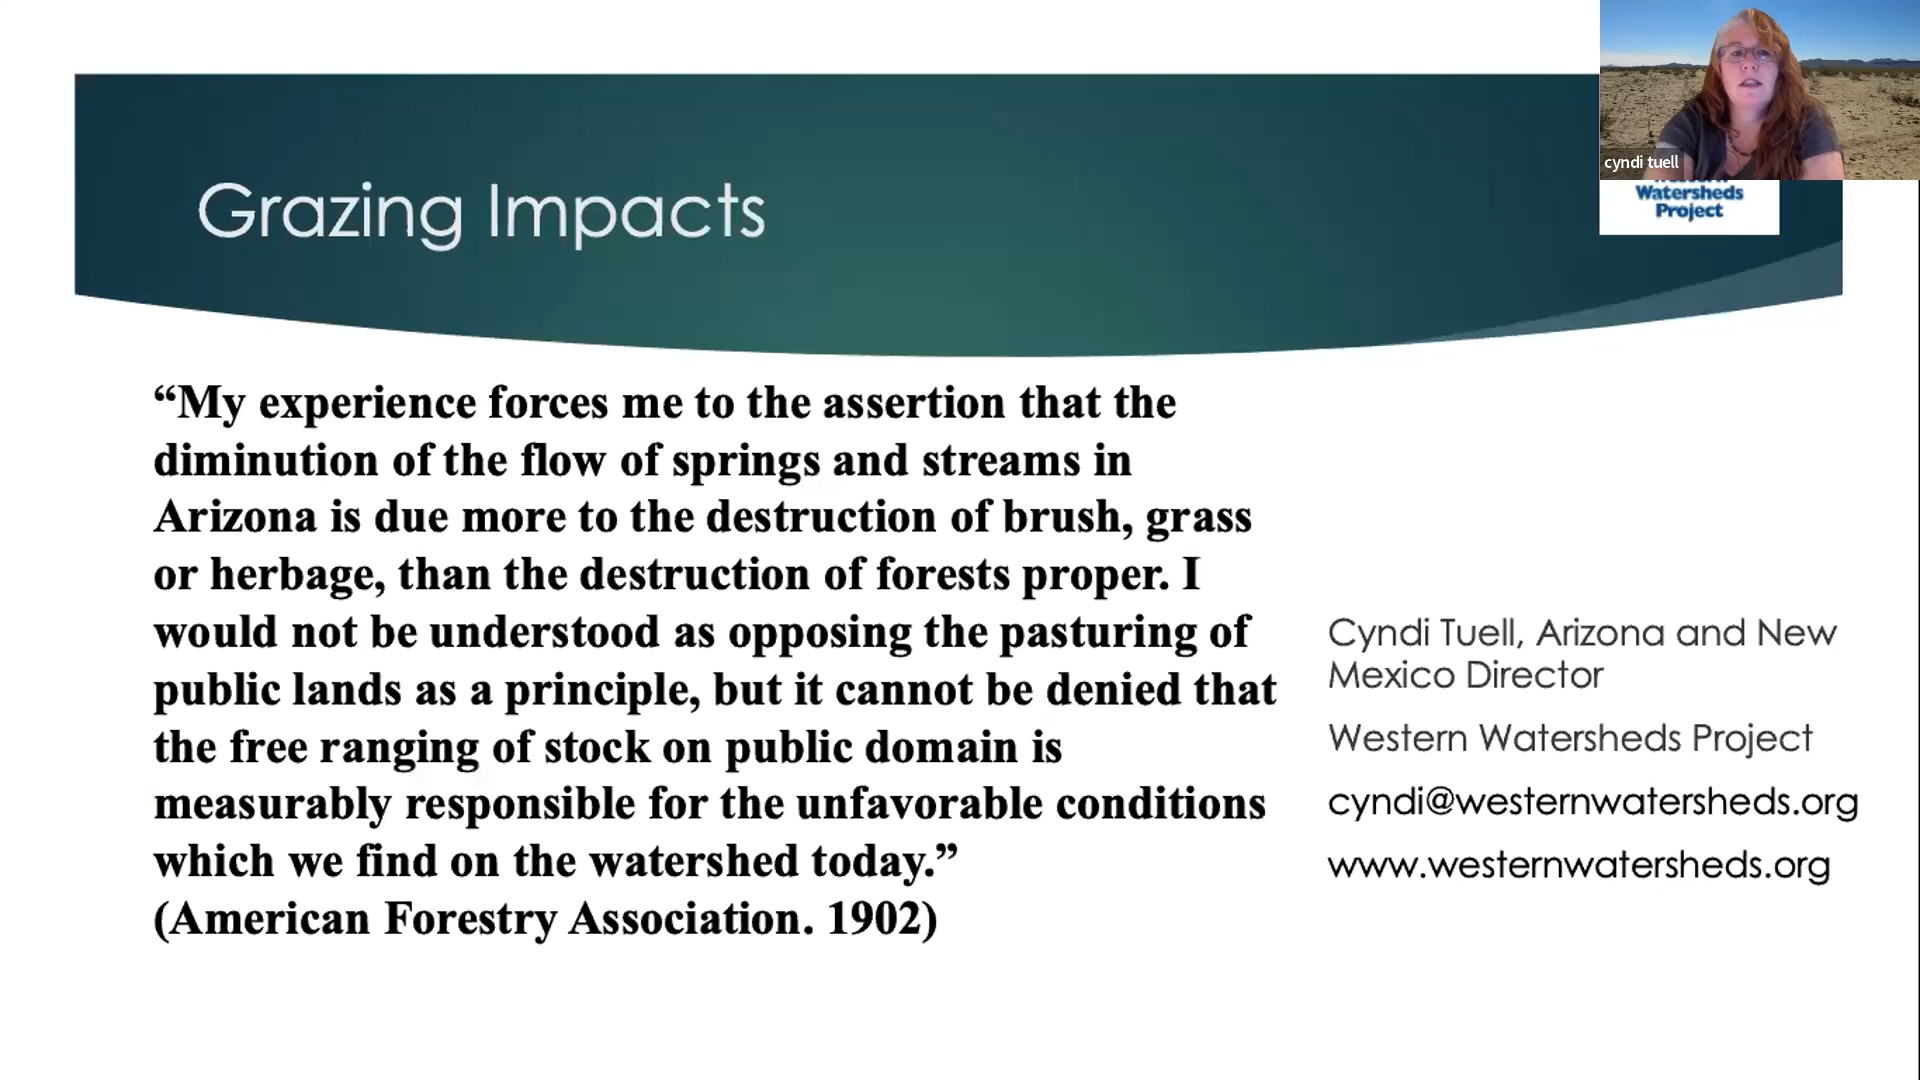 cyndi tuell
Watersheds
Project
Grazing Impacts
“My experience forces me to the assertion that the
diminution of the flow of springs and streams in
Arizona is due more to the destruction of brush, grass
or herbage, than the destruction of forests proper. I
would not be understood as opposing the pasturing of
public lands as a principle, but it cannot be denied that
the free ranging of stock on public domain is
measurably responsible for the unfavorable conditions
which we find on the watershed today.”
(American Forestry Association. 1902)
Cyndi Tuell, Arizona and New
Mexico Director
Western Watersheds Project
cyndi@westernwatersheds.org
www.westernwatersheds.org